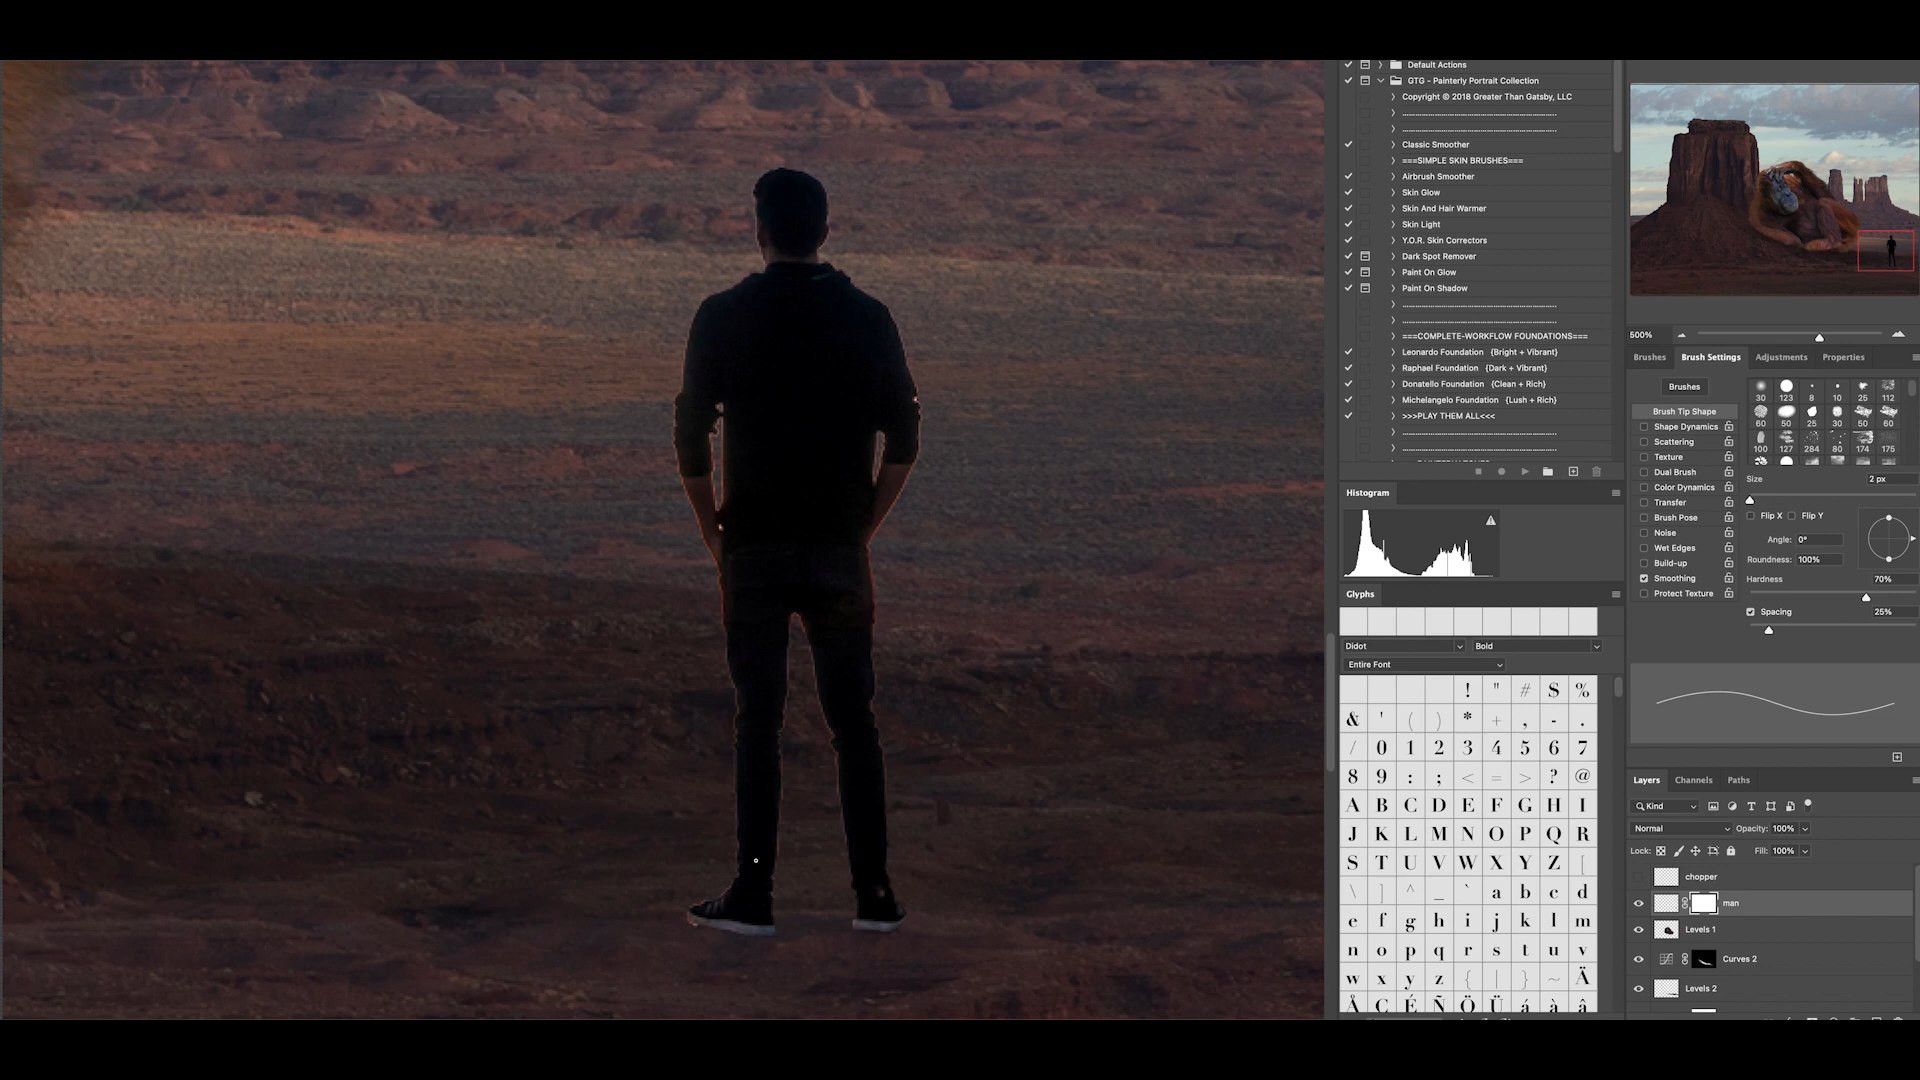 Default Actions
GTG - Painterly Portrait Collection
Copyright © 2018 Greater Than Gatsby, LLC
Classic Smoother
===SIMPLE SKIN BRUSHES===
Airbrush Smoother
Skin Glow
Skin And Hair Warmer
Skin Light
Y.O.R. Skin Correctors
Dark Spot Remover
Paint On Glow
Paint On Shadow
===COMPLETE-WORKFLOW FOUNDATIONS===
Leonardo Foundation {Bright + Vibrant}
Raphael Foundation {Dark + Vibrant}
Donatello Foundation {Clean + Rich}
Michelangelo Foundation {Lush + Rich}
>>>PLAY THEM ALL<<<
Histogram
Glyphs
Didot Bold
Entire Font
! " # $ %
& ' ( ) * + , - .
/ 0 1 2 3 4 5 6 7
8 9 : ; < = > ? @
A B C D E F G H I
J K L M N O P Q R
S T U V W X Y Z [
\ ] ^ _ ` a b c d
e f g h i j k l m
n o p q r s t u v
w x y z { | } ~ Ä
Å Ç É Ñ Ö Ü á à â
500%
Brushes Brush Settings Adjustments Properties
Brushes
Brush Tip Shape
Shape Dynamics
Scattering
Texture
Dual Brush
Color Dynamics
Transfer
Brush Pose
Noise
Wet Edges
Build-up
Smoothing
Protect Texture
30 123 8 10 25 112
60 50 25 30 50 60
100 127 284 80 174 175
Size 2 px
Flip X Flip Y
Angle: 0°
Roundness: 100%
Hardness 70%
Spacing 25%
Layers Channels Paths
Kind
Normal Opacity: 100%
Lock: Fill: 100%
chopper
man
Levels 1
Curves 2
Levels 2